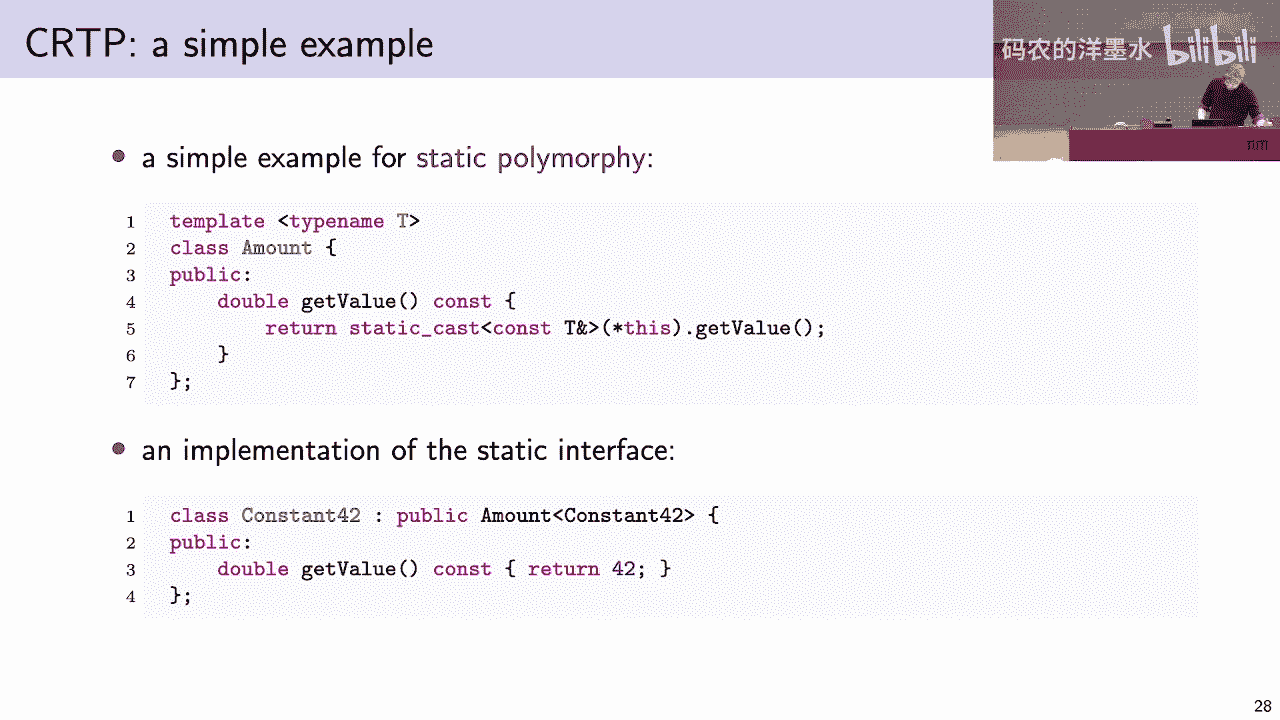 CRTP: a simple example
码农的洋墨水 bilibili
nm
• a simple example for static polymorphy:
1 template <typename T>
2 class Amount {
3 public:
4 double getValue() const {
5 return static_cast<const T&>(*this).getValue();
6 }
7 };
• an implementation of the static interface:
1 class Constant42 : public Amount<Constant42> {
2 public:
3 double getValue() const { return 42; }
4 };
28